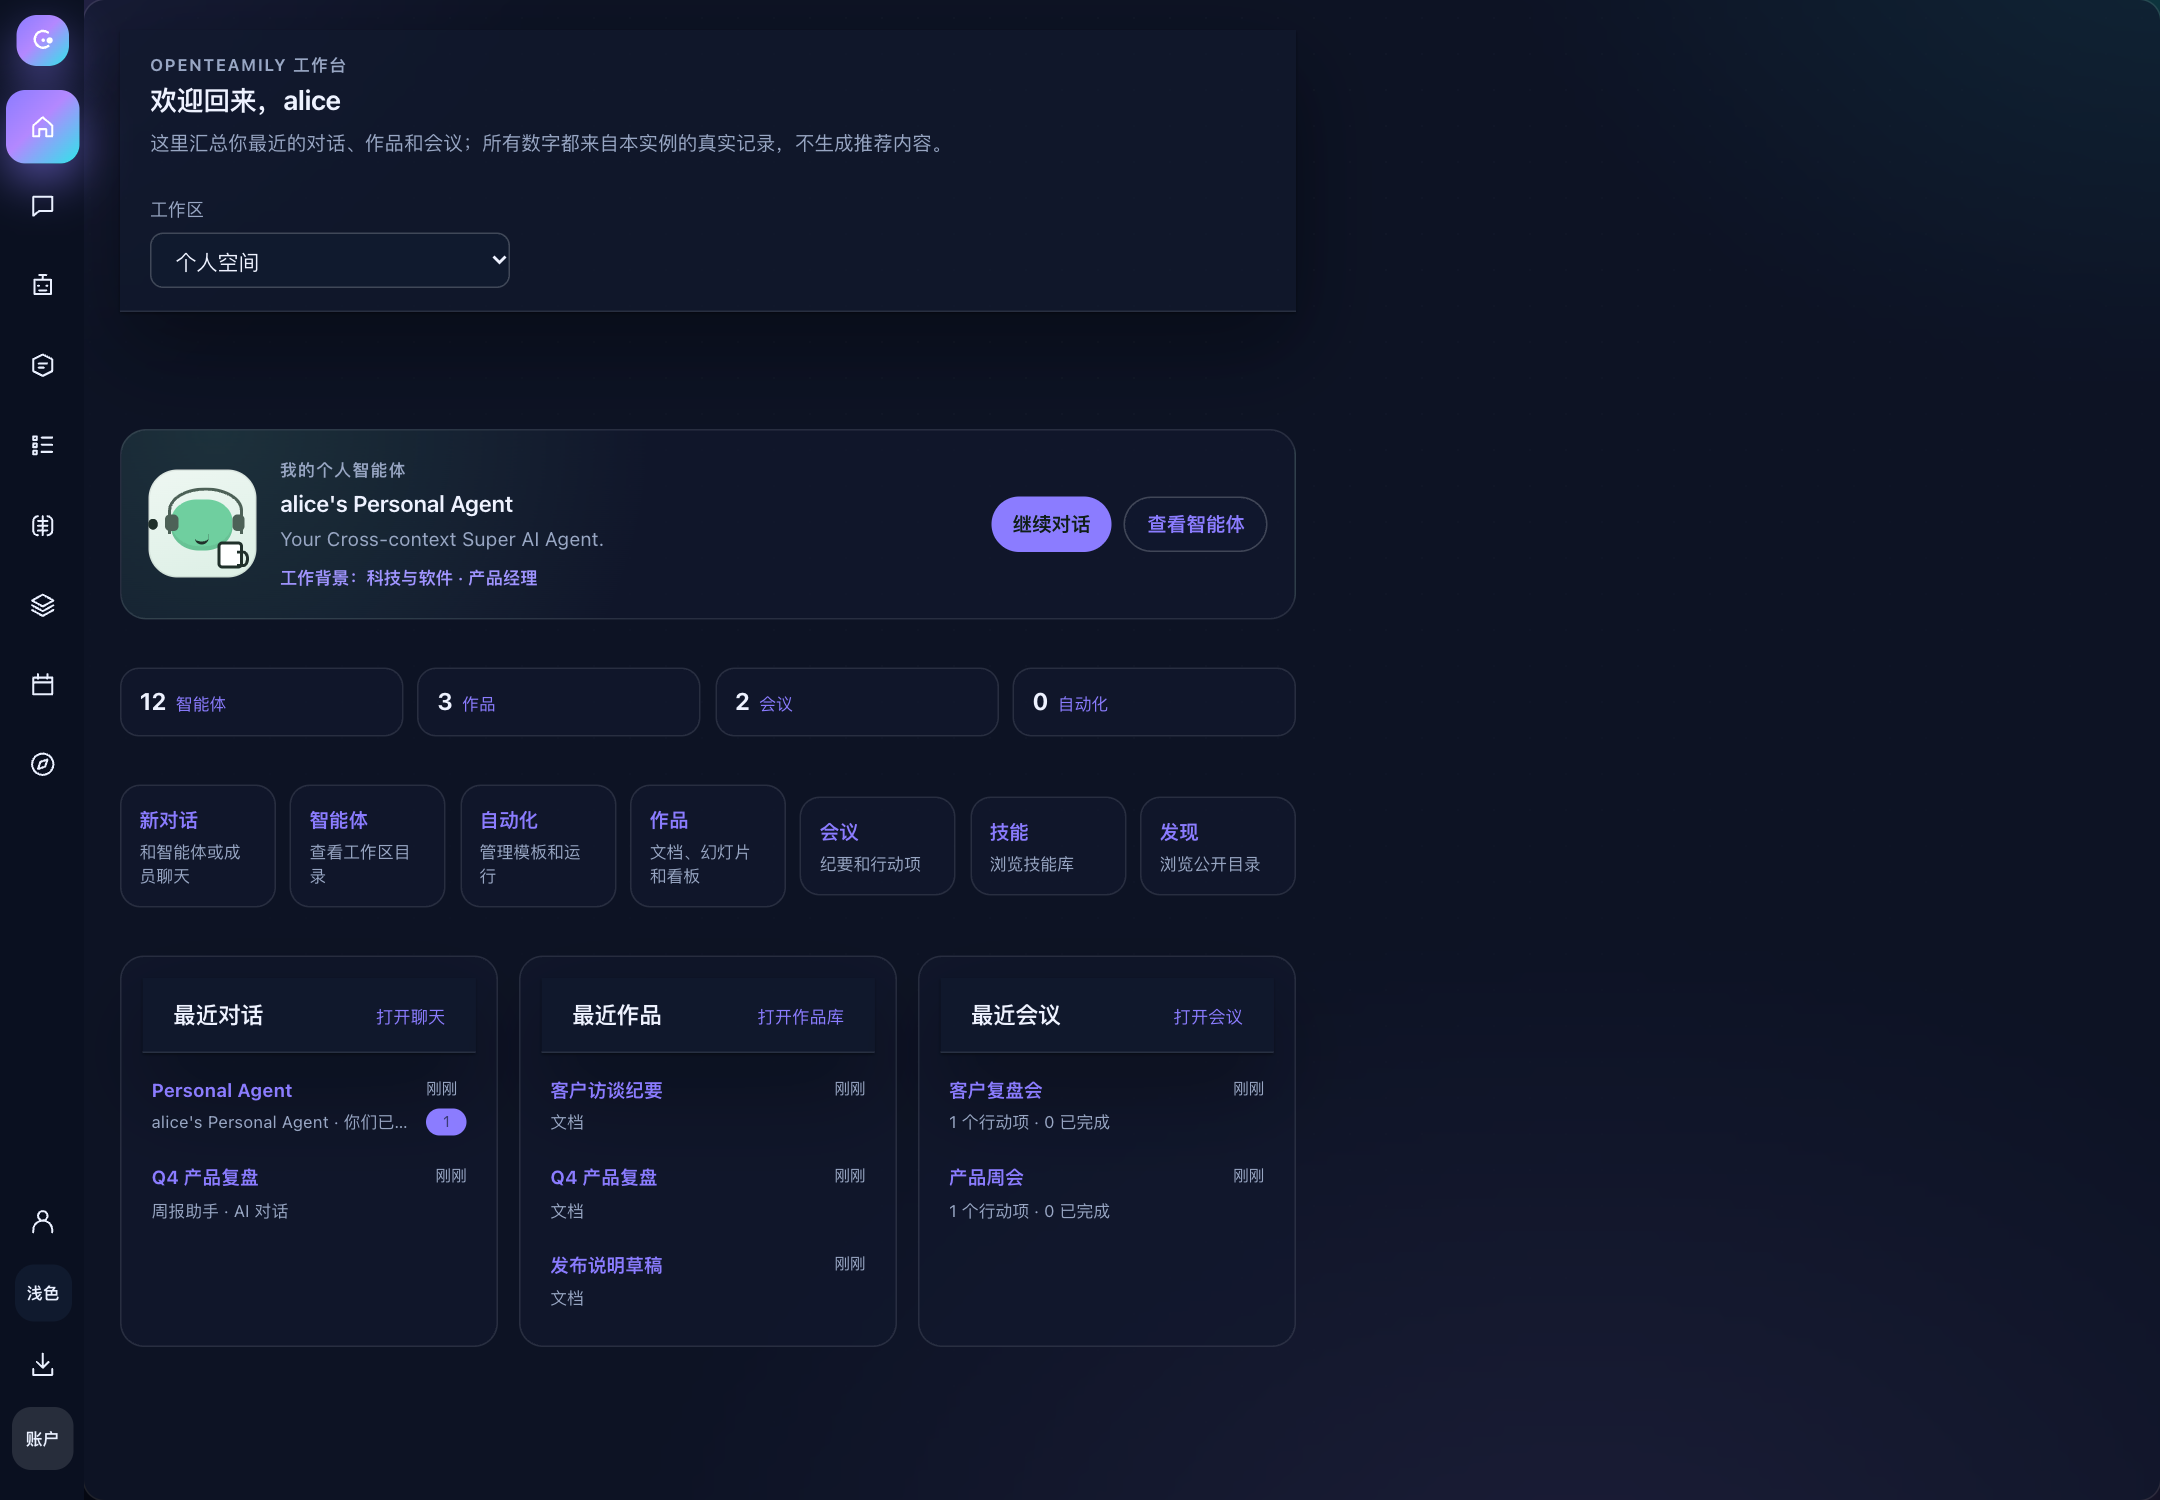 OPENTEAMILY 工作台
欢迎回来，alice
这里汇总你最近的对话、作品和会议；所有数字都来自本实例的真实记录，不生成推荐内容。
工作区
个人空间
我的个人智能体
alice's Personal Agent
Your Cross-context Super AI Agent.
工作背景：科技与软件 · 产品经理
继续对话
查看智能体
12 智能体
3 作品
2 会议
0 自动化
新对话
和智能体或成
员聊天
智能体
查看工作区目
录
自动化
管理模板和运
行
作品
文档、幻灯片
和看板
会议
纪要和行动项
技能
浏览技能库
发现
浏览公开目录
最近对话
打开聊天
Personal Agent
刚刚
alice's Personal Agent · 你们已...
1
Q4 产品复盘
刚刚
周报助手 · AI 对话
最近作品
打开作品库
客户访谈纪要
刚刚
文档
Q4 产品复盘
刚刚
文档
发布说明草稿
刚刚
文档
最近会议
打开会议
客户复盘会
刚刚
1 个行动项 · 0 已完成
产品周会
刚刚
1 个行动项 · 0 已完成
浅色
账户